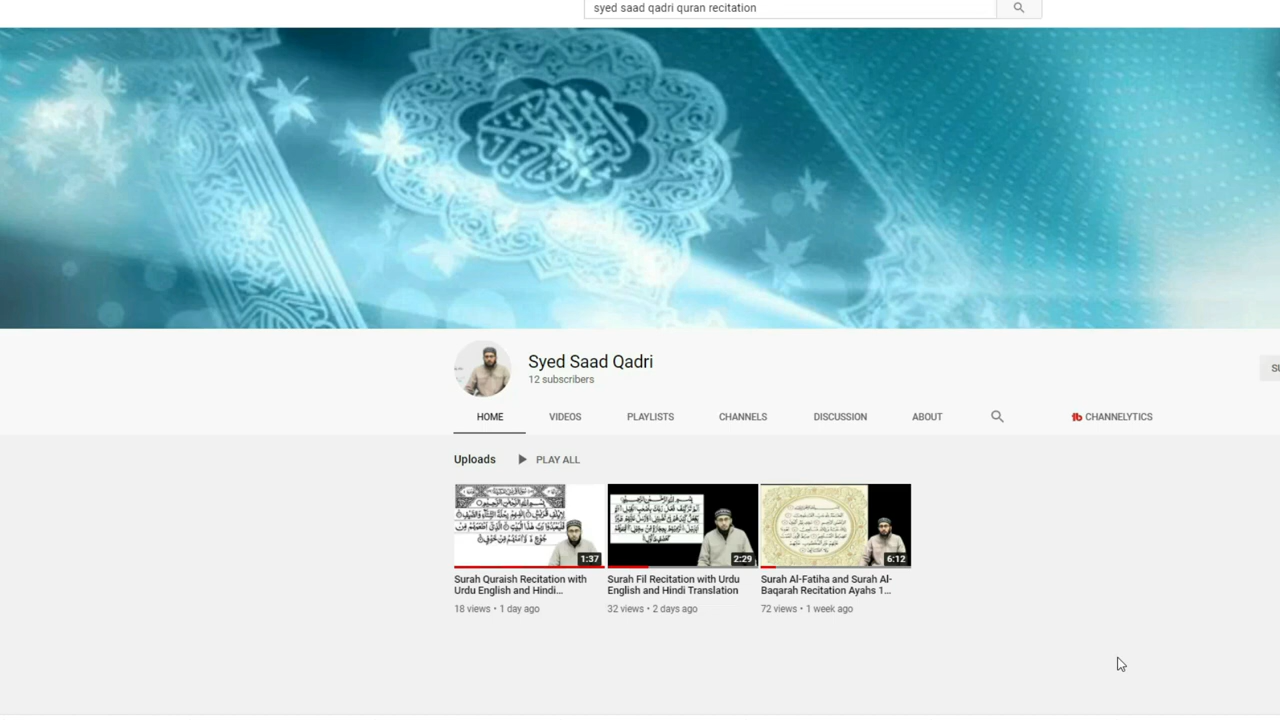 syed saad qadri quran recitation
Syed Saad Qadri
12 subscribers
HOME VIDEOS PLAYLISTS CHANNELS DISCUSSION ABOUT CHANNELYTICS
Uploads PLAY ALL
1:37 2:29 6:12
Surah Quraish Recitation with
Urdu English and Hindi...
18 views • 1 day ago
Surah Fil Recitation with Urdu
English and Hindi Translation
32 views • 2 days ago
Surah Al-Fatiha and Surah Al-
Baqarah Recitation Ayahs 1...
72 views • 1 week ago